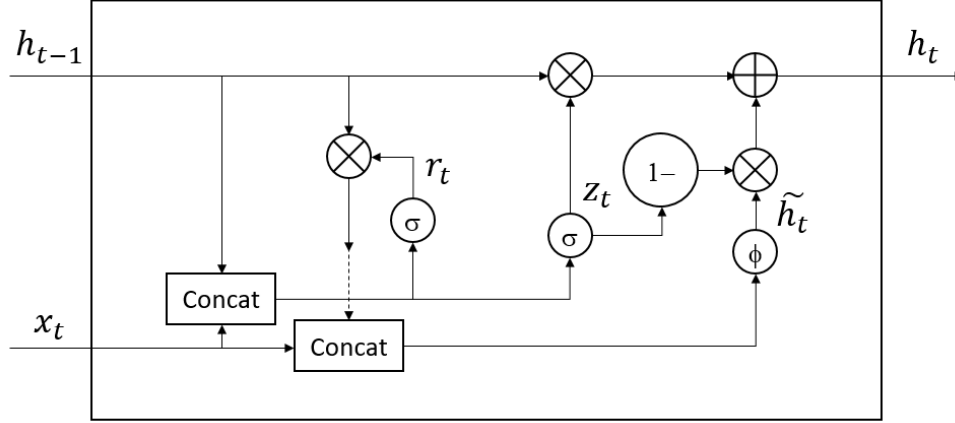 h_{t-1}
h_t
r_t
1−
z_t
h̃_t
σ
σ
ϕ
Concat
x_t
Concat